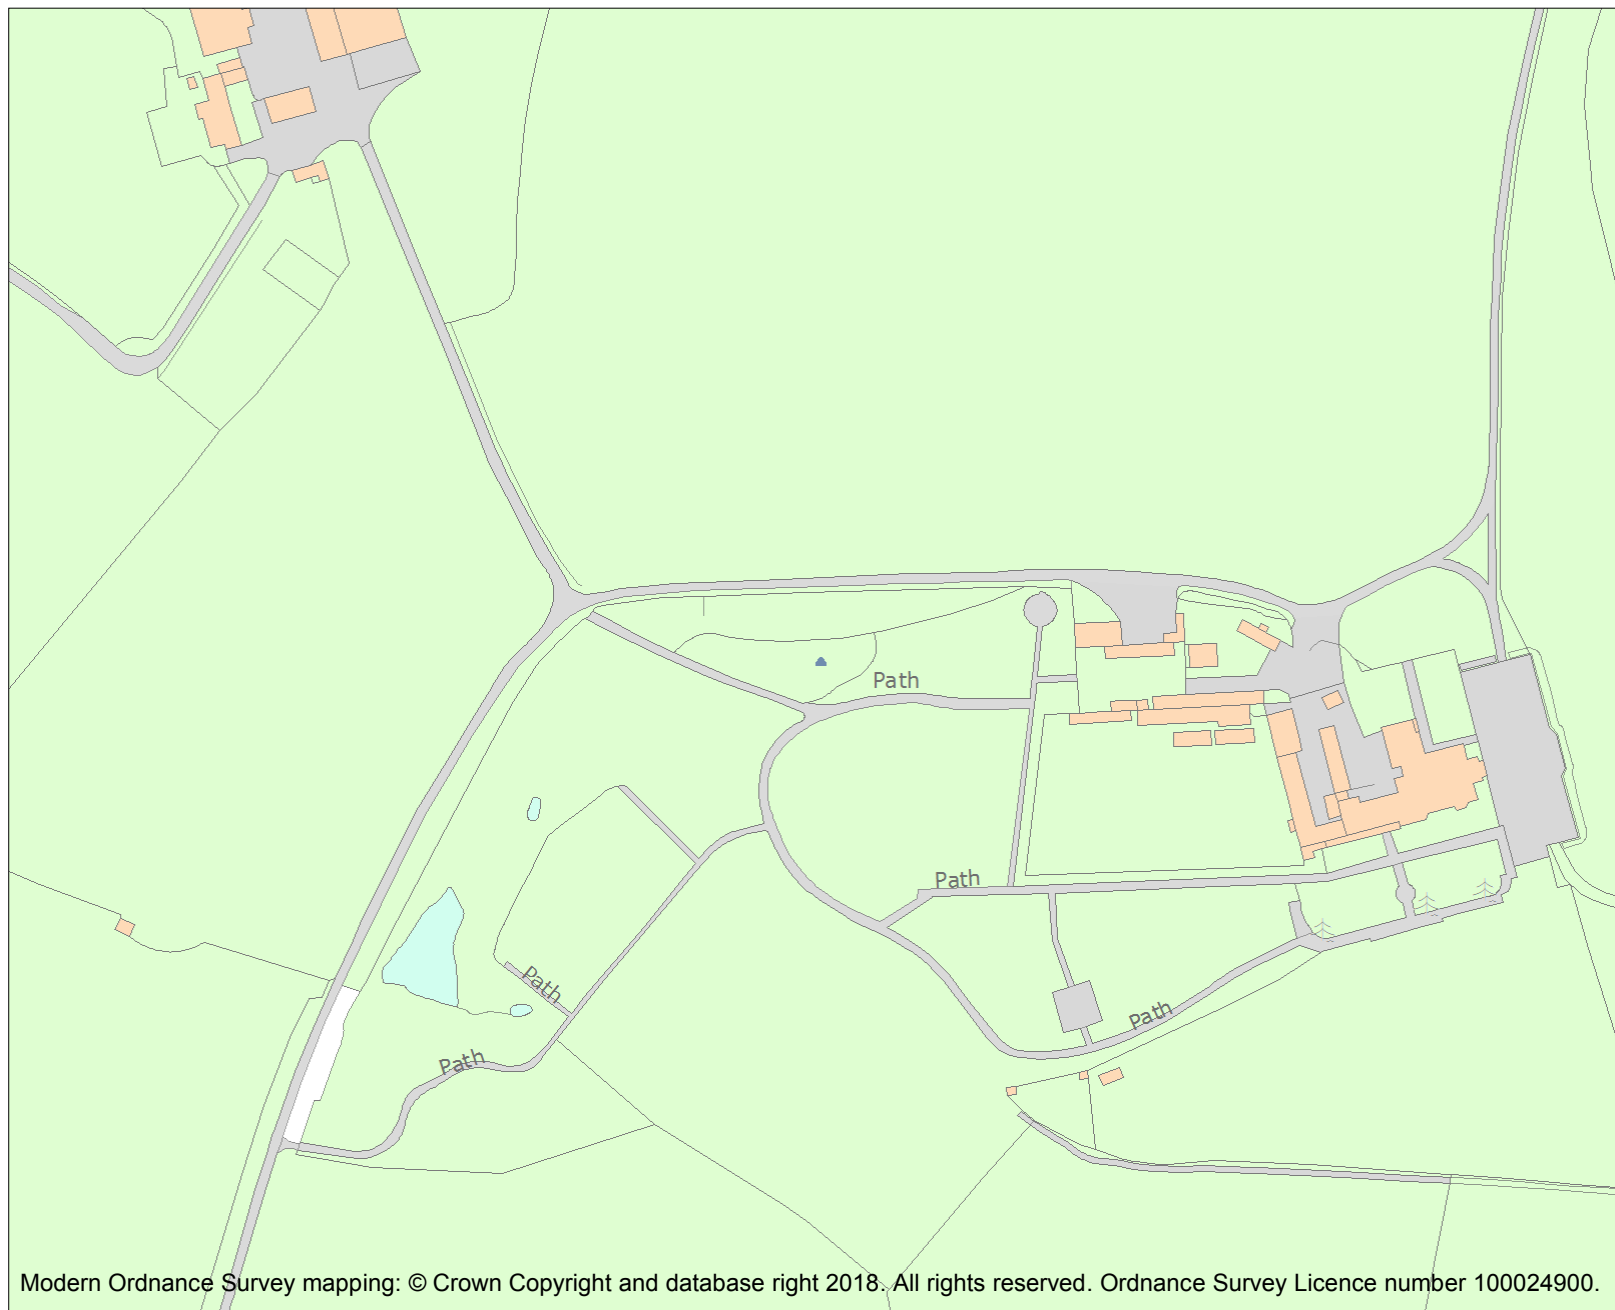 Path
Path
Path
Path
Path
Modern Ordnance Survey mapping: © Crown Copyright and database right 2018. All rights reserved. Ordnance Survey Licence number 100024900.